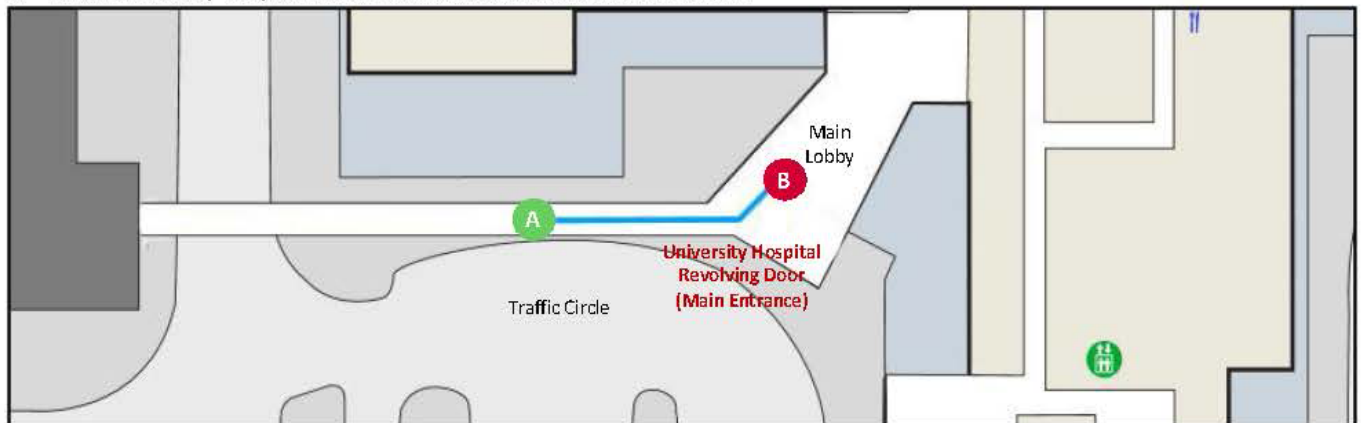 Main
Lobby
B
A
University Hospital
Revolving Door
(Main Entrance)
Traffic Circle